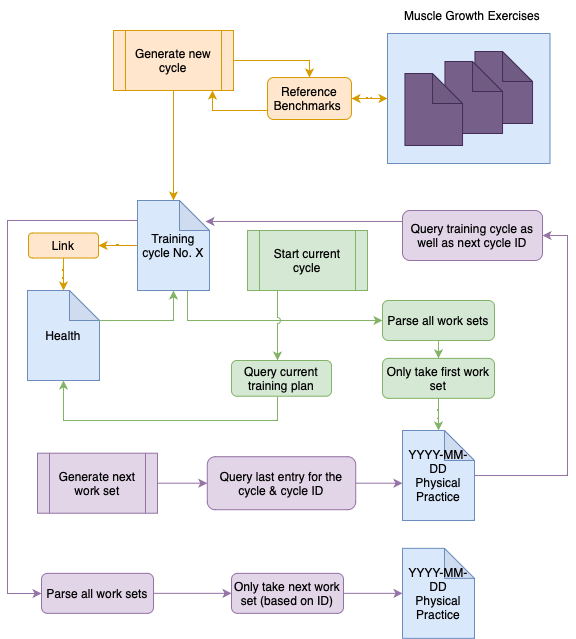 Muscle Growth Exercises
Generate new
cycle
Reference
Benchmarks
Training
cycle No. X
Query training cycle as
well as next cycle ID
Link
Start current
cycle
Health
Parse all work sets
Query current
training plan
Only take first work
set
YYYY-MM-
DD
Physical
Practice
Generate next
work set
Query last entry for the
cycle & cycle ID
Parse all work sets
Only take next work
set (based on ID)
YYYY-MM-
DD
Physical
Practice